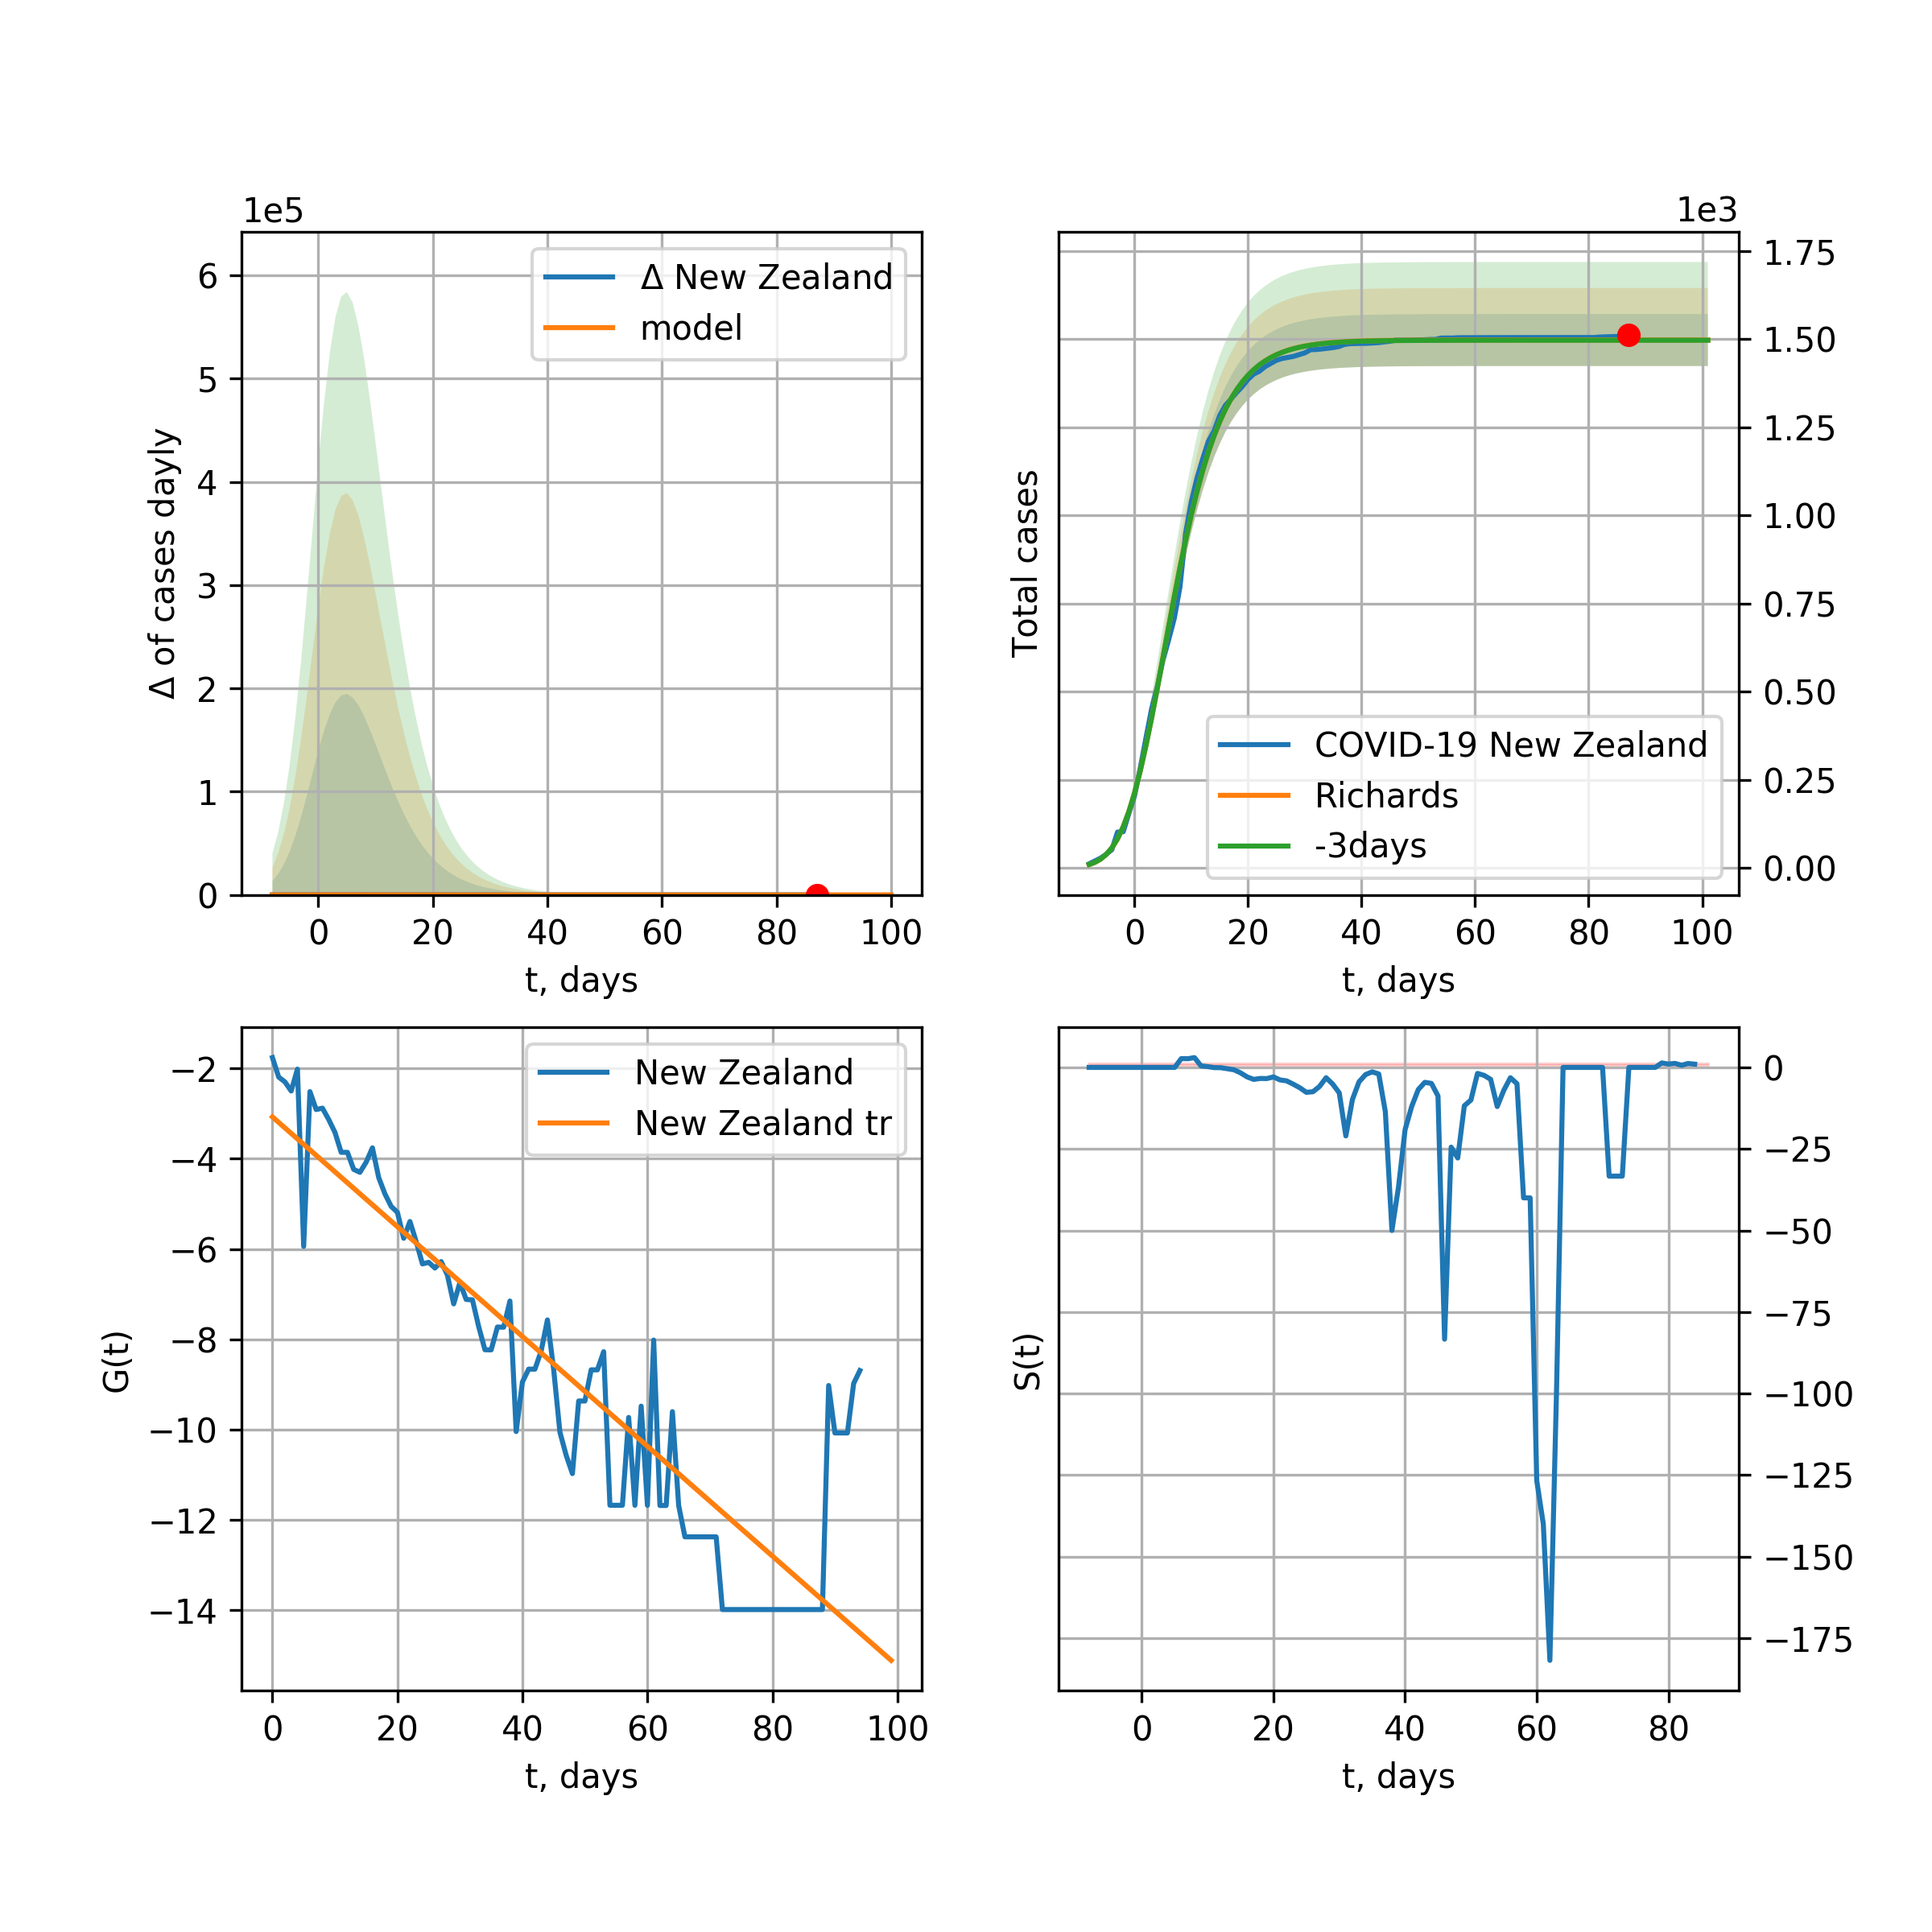 1e5
Δ New Zealand
model
6
5
4
3
2
1
0
Δ of cases dayly
0 20 40 60 80 100
t, days
1e3
1.75
1.50
1.25
1.00
0.75
0.50
0.25
0.00
Total cases
COVID-19 New Zealand
Richards
-3days
0 20 40 60 80 100
t, days
New Zealand
New Zealand tr
−2
−4
−6
−8
−10
−12
−14
G(t)
0 20 40 60 80 100
t, days
0
−25
−50
−75
−100
−125
−150
−175
S(t)
0 20 40 60 80
t, days